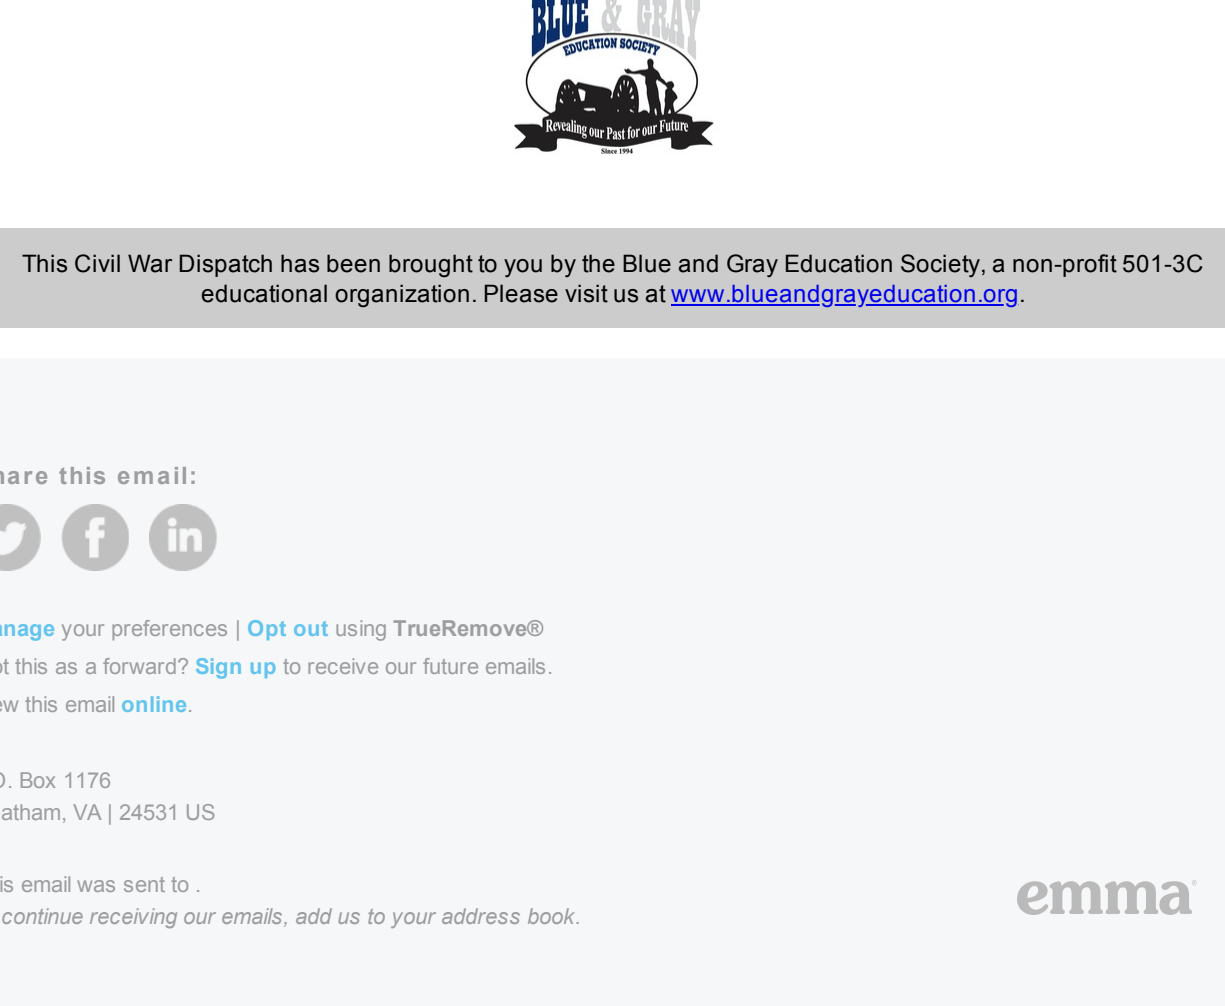 BLUE & GRAY
EDUCATION SOCIETY
Revealing our Past for our Future
Since 1994
This Civil War Dispatch has been brought to you by the Blue and Gray Education Society, a non-profit 501-3C
educational organization. Please visit us at www.blueandgrayeducation.org.
hare this email:
f in
nage your preferences | Opt out using TrueRemove®
ot this as a forward? Sign up to receive our future emails.
ew this email online.
O. Box 1176
atham, VA | 24531 US
is email was sent to .
continue receiving our emails, add us to your address book.
emma®